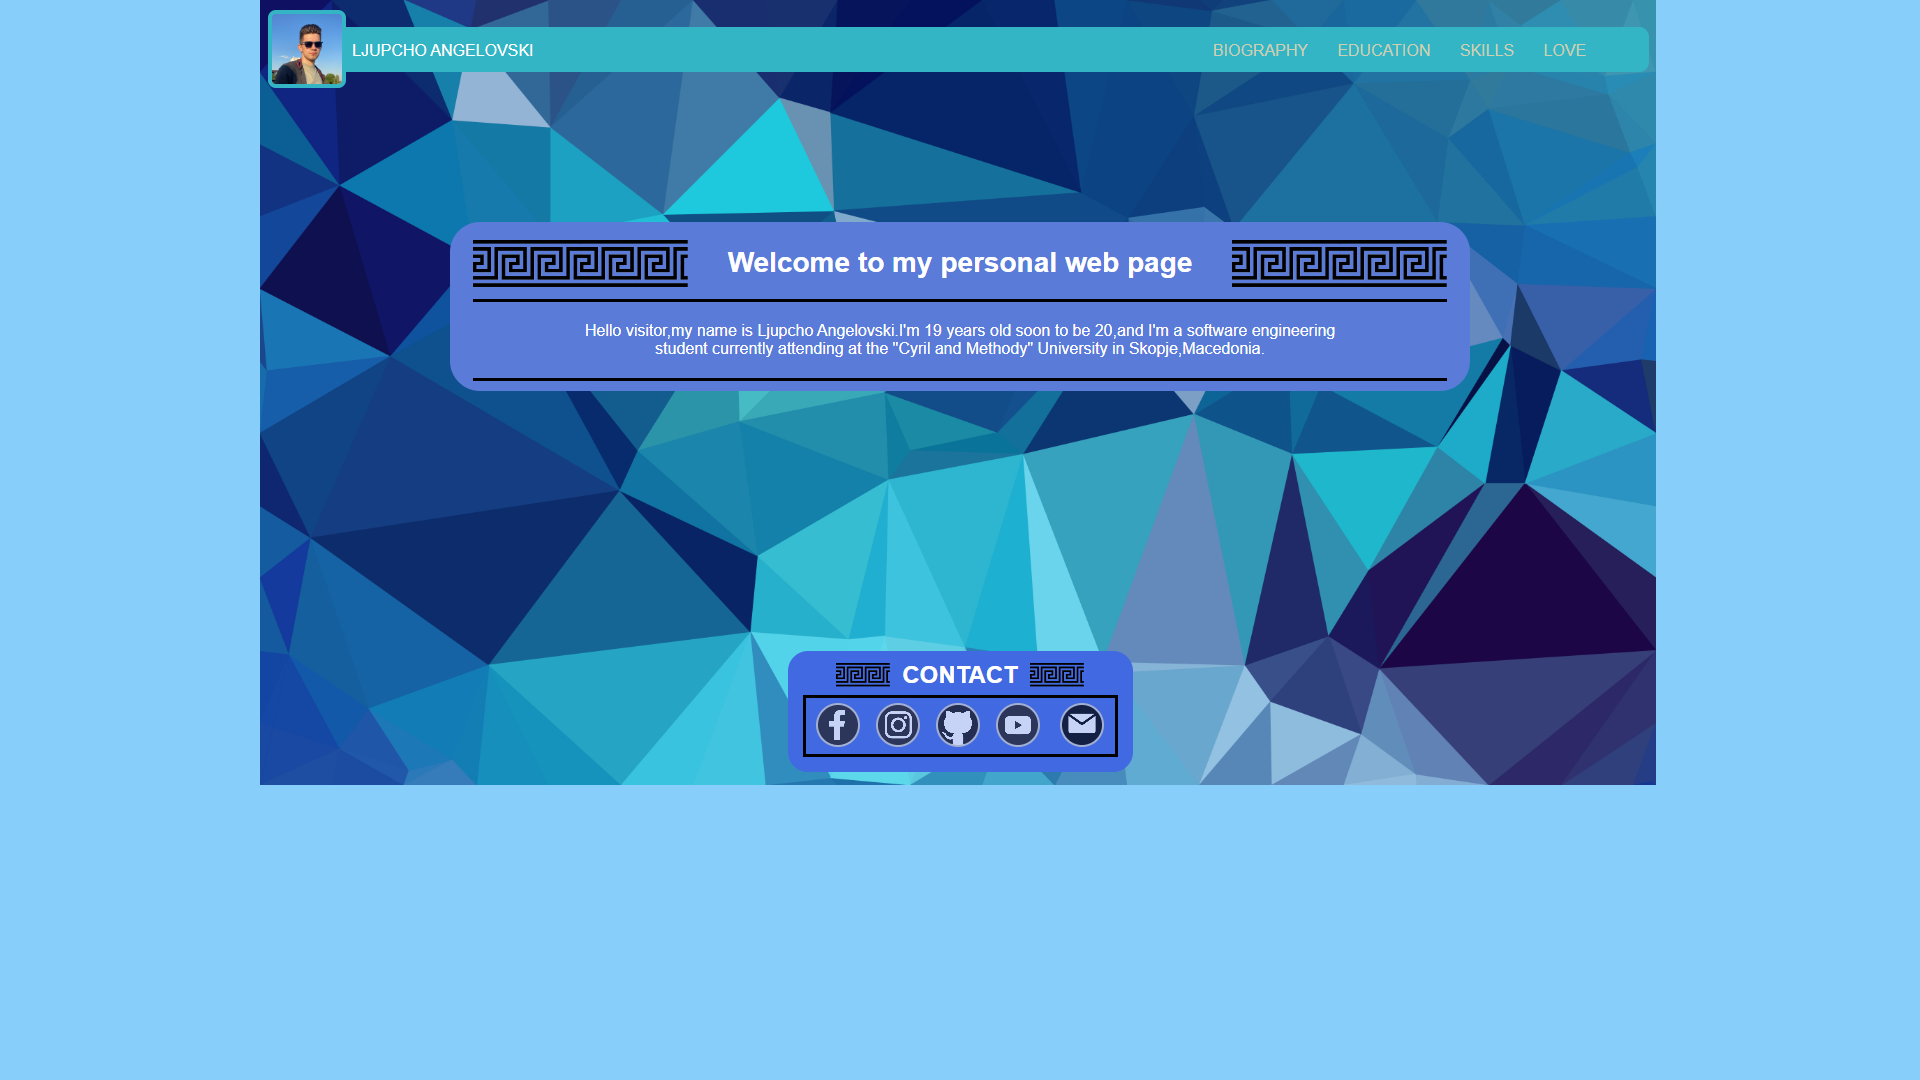 LJUPCHO ANGELOVSKI
BIOGRAPHY EDUCATION SKILLS LOVE
Welcome to my personal web page
Hello visitor,my name is Ljupcho Angelovski.I'm 19 years old soon to be 20,and I'm a software engineering
student currently attending at the "Cyril and Methody" University in Skopje,Macedonia.
CONTACT